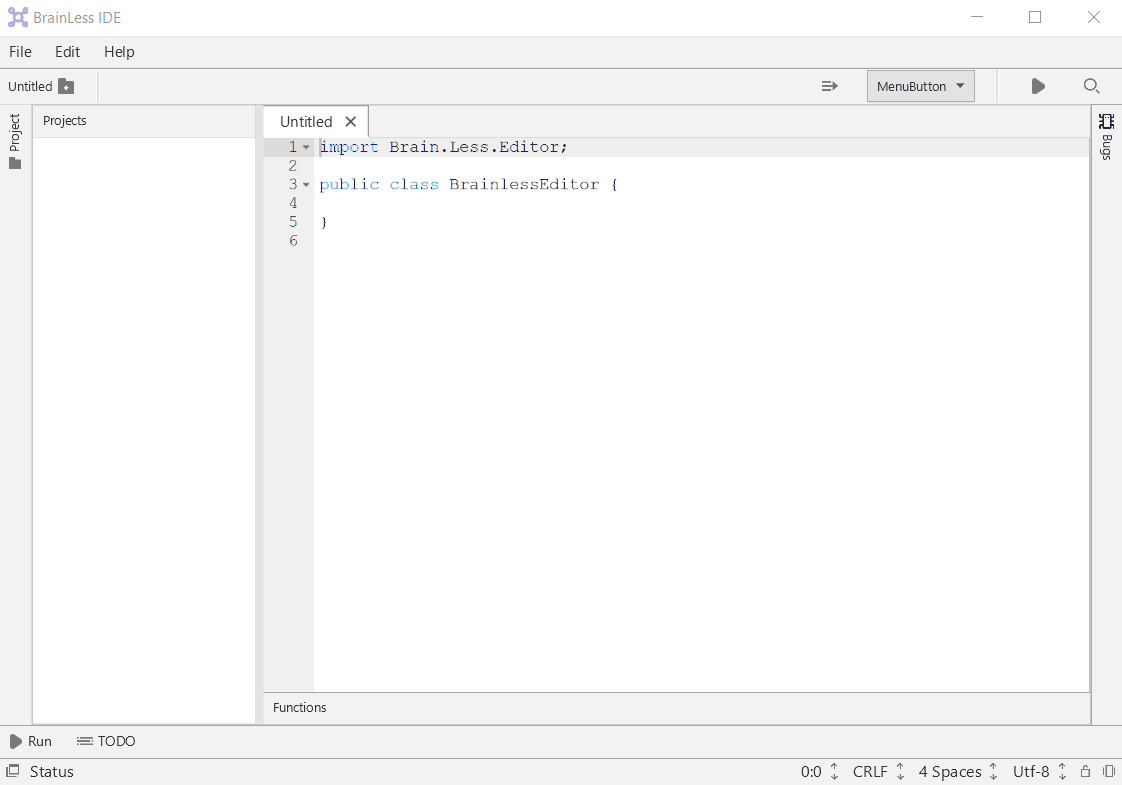 BrainLess IDE
File Edit Help
Untitled MenuButton
Project
Projects
Untitled
Bugs
1 import Brain.Less.Editor;
2
3 public class BrainlessEditor {
4
5 }
6
Functions
Run TODO
Status 0:0 CRLF 4 Spaces Utf-8